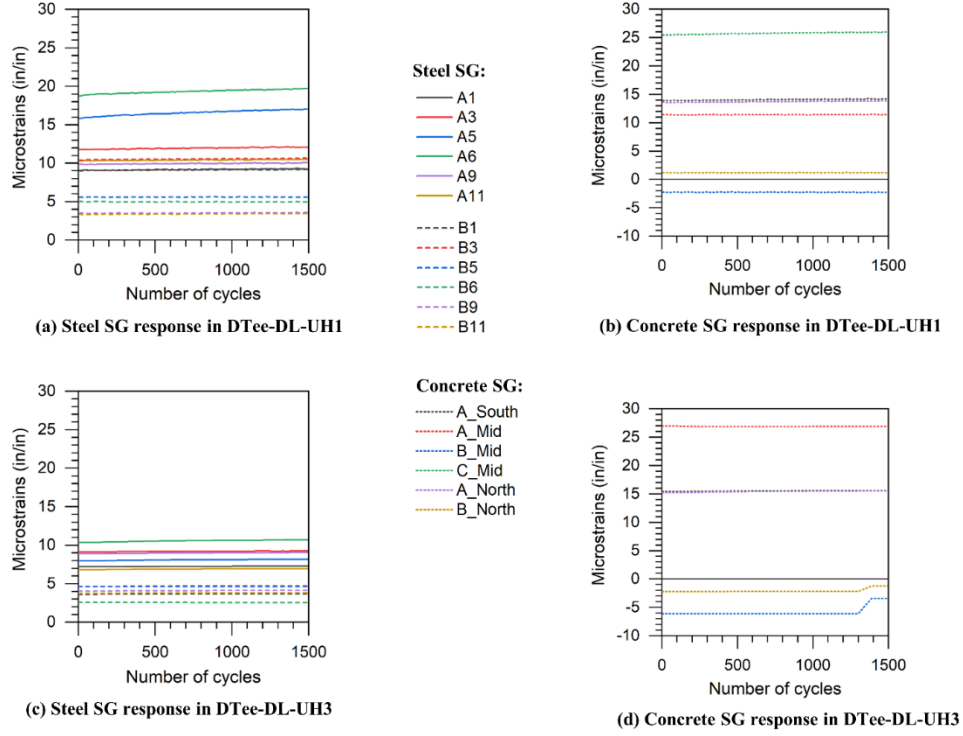 30
25
20
15
10
5
0
Microstrains (in/in)
0 500 1000 1500
Number of cycles
(a) Steel SG response in DTee-DL-UH1
Steel SG:
A1
A3
A5
A6
A9
A11
B1
B3
B5
B6
B9
B11
30
25
20
15
10
5
0
-5
-10
Microstrains (in/in)
0 500 1000 1500
Number of cycles
(b) Concrete SG response in DTee-DL-UH1
30
25
20
15
10
5
0
Microstrains (in/in)
0 500 1000 1500
Number of cycles
(c) Steel SG response in DTee-DL-UH3
Concrete SG:
A_South
A_Mid
B_Mid
C_Mid
A_North
B_North
30
25
20
15
10
5
0
-5
-10
Microstrains (in/in)
0 500 1000 1500
Number of cycles
(d) Concrete SG response in DTee-DL-UH3